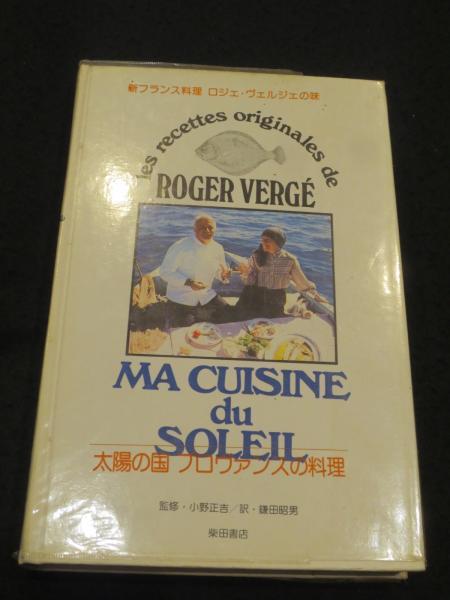 新フランス料理 ロジェ・ヴェルジェの味
les recettes originales de
ROGER VERGÉ
MA CUISINE
du
SOLEIL
太陽の国 プロヴァンスの料理
監修・小野正吉/訳・鎌田昭男
柴田書店